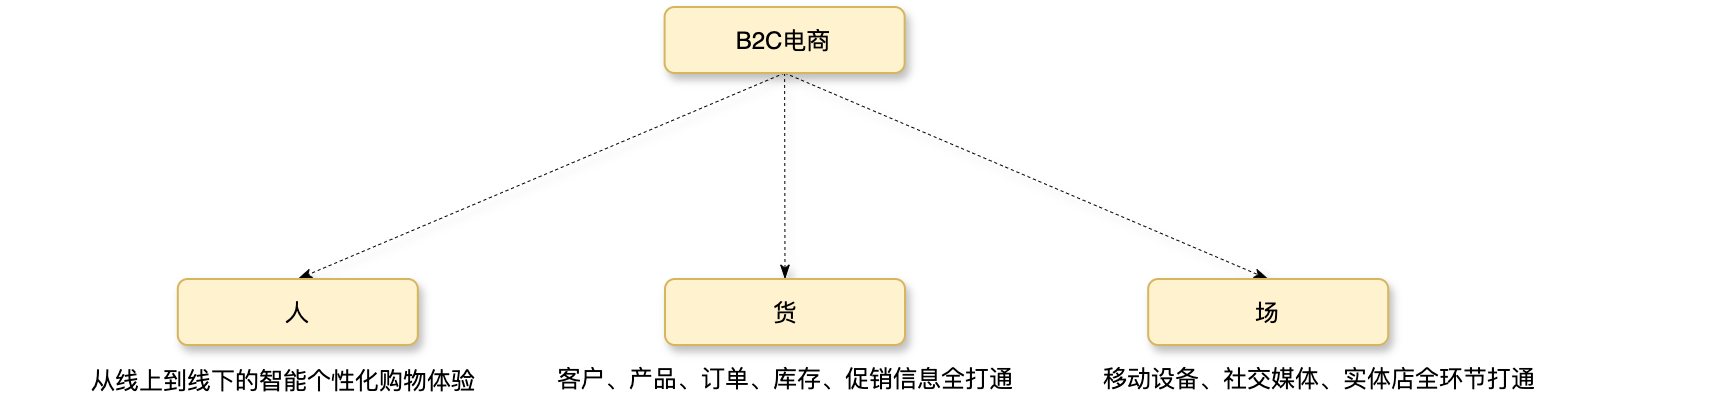 B2C电商
人
货
场
从线上到线下的智能个性化购物体验
客户、产品、订单、库存、促销信息全打通
移动设备、社交媒体、实体店全环节打通